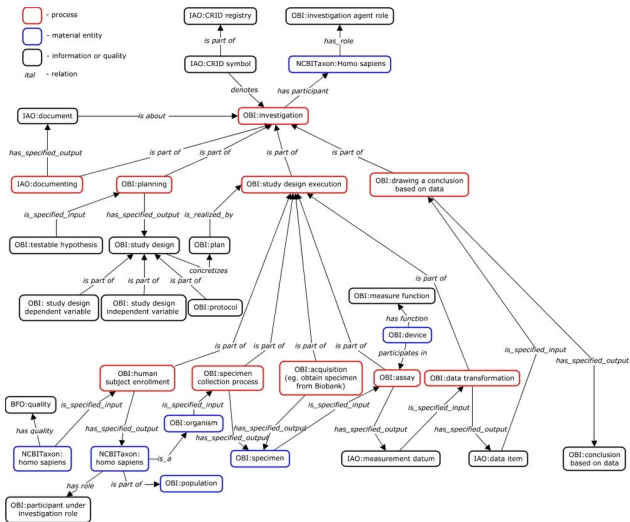 - process
- material entity
- information or quality
ital - relation
IAO:CRID registry
OBI:investigation agent role
is part of
has_role
IAO:CRID symbol
NCBITaxon:Homo sapiens
denotes
has participant
IAO:document
is about
OBI:investigation
has_specified_output
is part of
is part of
is part of
is part of
IAO:documenting
OBI:planning
OBI:study design execution
OBI:drawing a conclusion
based on data
is_specified_input
has_specified_output
is_realized_by
OBI:testable hypothesis
OBI:study design
OBI:plan
concretizes
is part of
is part of
is part of
is part of
OBI: study design
dependent variable
OBI: study design
independent variable
OBI:protocol
OBI:measure function
has function
OBI:device
is part of
is part of
is part of
is part of
participates in
is_specified_input
has_specified_output
OBI:human
subject enrollment
OBI:specimen
collection process
OBI:acquisition
(eg. obtain specimen
from Biobank)
OBI:assay
OBI:data transformation
BFO:quality
is_specified_input
is_specified_input
is_specified_input
is_specified_input
OBI:organism
has quality
has_specified_output
has_specified_output
has_specified_output
has_specified_output
NCBITaxon:
homo sapiens
NCBITaxon:
homo sapiens
is_a
OBI:specimen
IAO:measurement datum
IAO:data item
OBI:conclusion
based on data
has role
is part of
OBI:population
OBI:participant under
investigation role